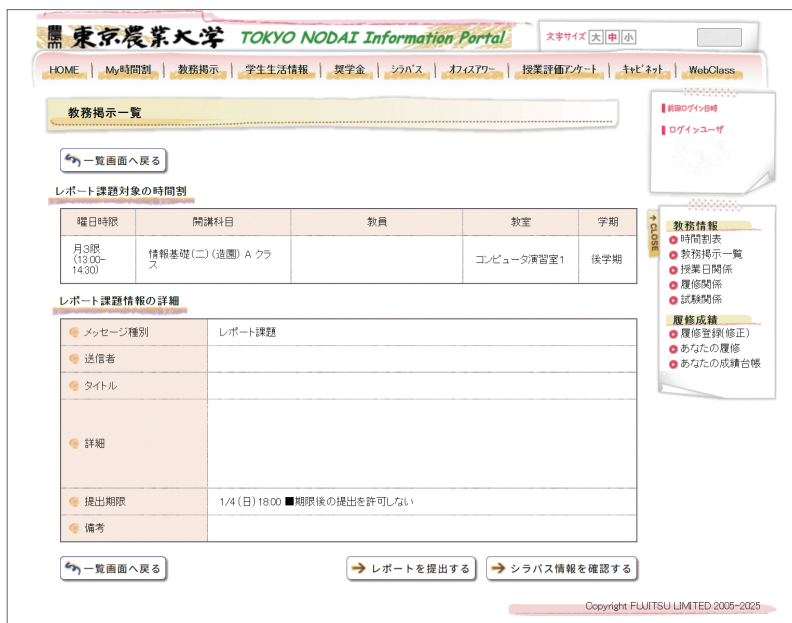 東京農業大学 TOKYO NODAI Information Portal 文字サイズ 大 中 小
HOME My時間割 教務掲示 学生生活情報 奨学金 シラバス オフィスアワー 授業評価アンケート キャビネット WebClass
教務掲示一覧
前回ログイン日時
ログインユーザ
一覧画面へ戻る
レポート課題対象の時間割
曜日時限 開講科目 教員 教室 学期
月3限
(13:00-
14:30)
情報基礎(二)(造園) A クラ
ス
コンピュータ演習室1 後学期
レポート課題情報の詳細
メッセージ種別 レポート課題
送信者
タイトル
詳細
提出期限 1/4 (日) 18:00 ■期限後の提出を許可しない
備考
一覧画面へ戻る レポートを提出する シラバス情報を確認する
CLOSE
教務情報
時間割表
教務掲示一覧
授業日関係
履修関係
試験関係
履修成績
履修登録(修正)
あなたの履修
あなたの成績台帳
Copyright FUJITSU LIMITED 2005-2025